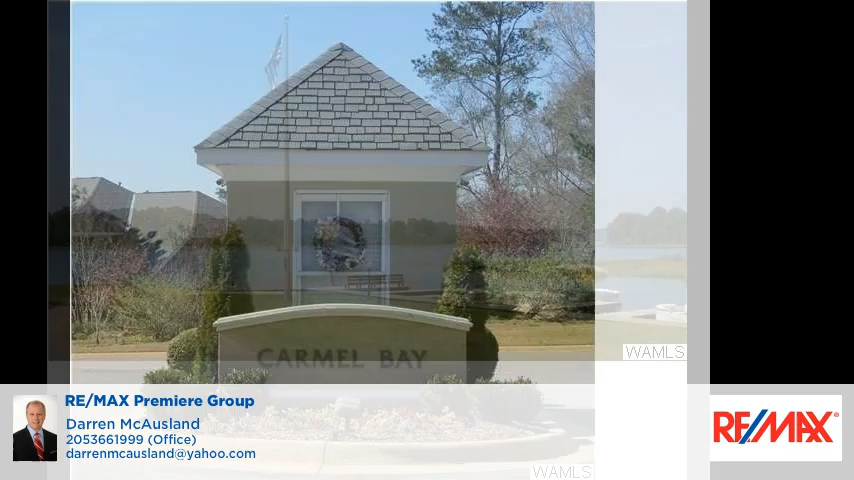 CARMEL BAY
WAMLS
RE/MAX Premiere Group
Darren McAusland
2053661999 (Office)
darrenmcausland@yahoo.com
RE/MAX®
WAMLS